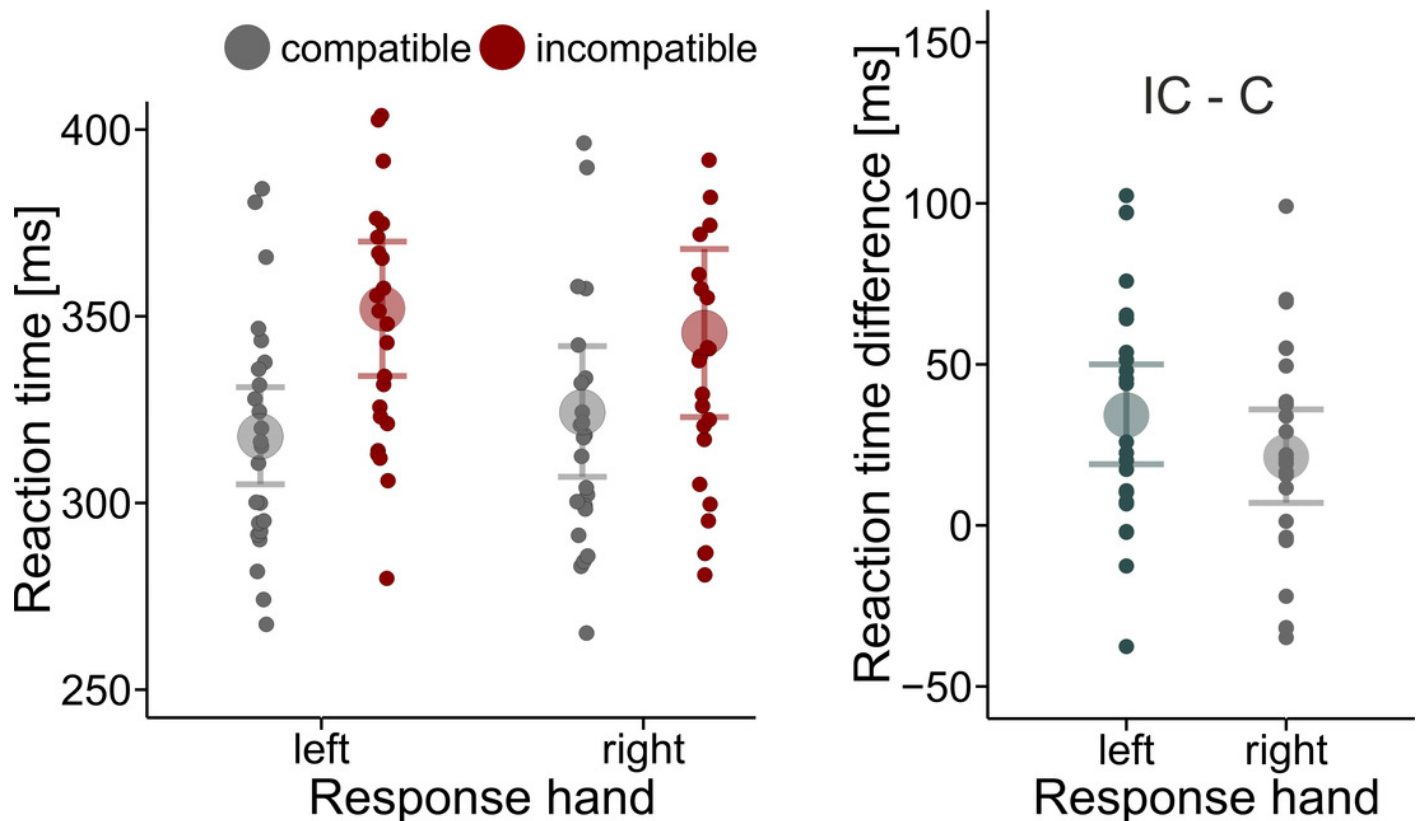 compatible incompatible
Reaction time [ms]
400
350
300
250
left right
Response hand
Reaction time difference [ms]
IC - C
150
100
50
0
−50
left right
Response hand